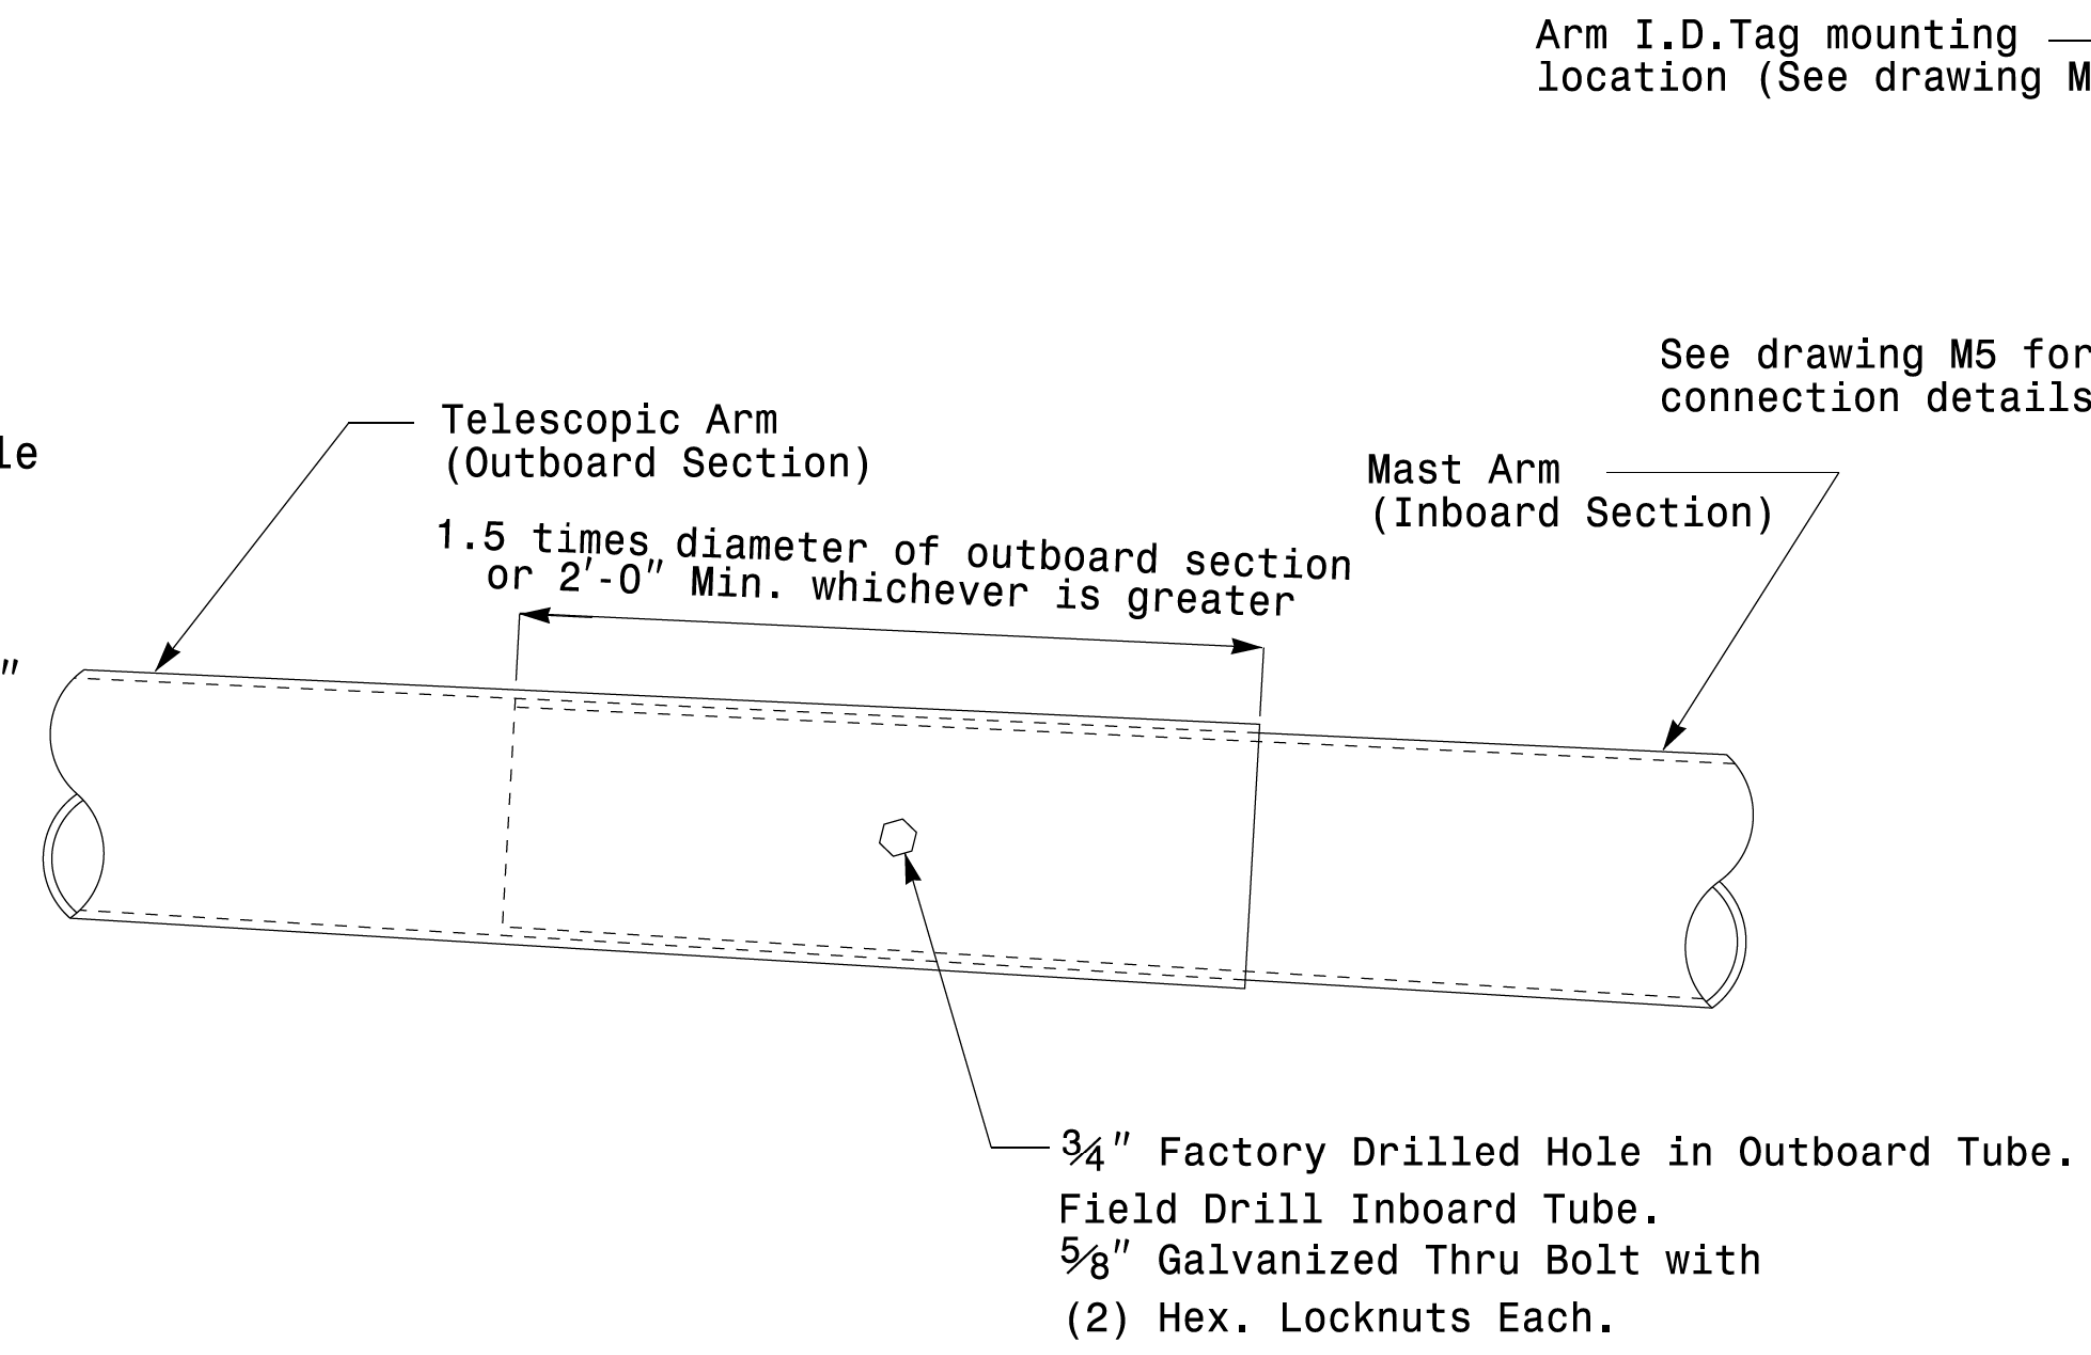 Arm I.D.Tag mounting
location (See drawing M
See drawing M5 for
connection details
Telescopic Arm
(Outboard Section)
le
Mast Arm
(Inboard Section)
1.5 times diameter of outboard section
or 2'-0" Min. whichever is greater
"
3/4" Factory Drilled Hole in Outboard Tube.
Field Drill Inboard Tube.
5/8" Galvanized Thru Bolt with
(2) Hex. Locknuts Each.